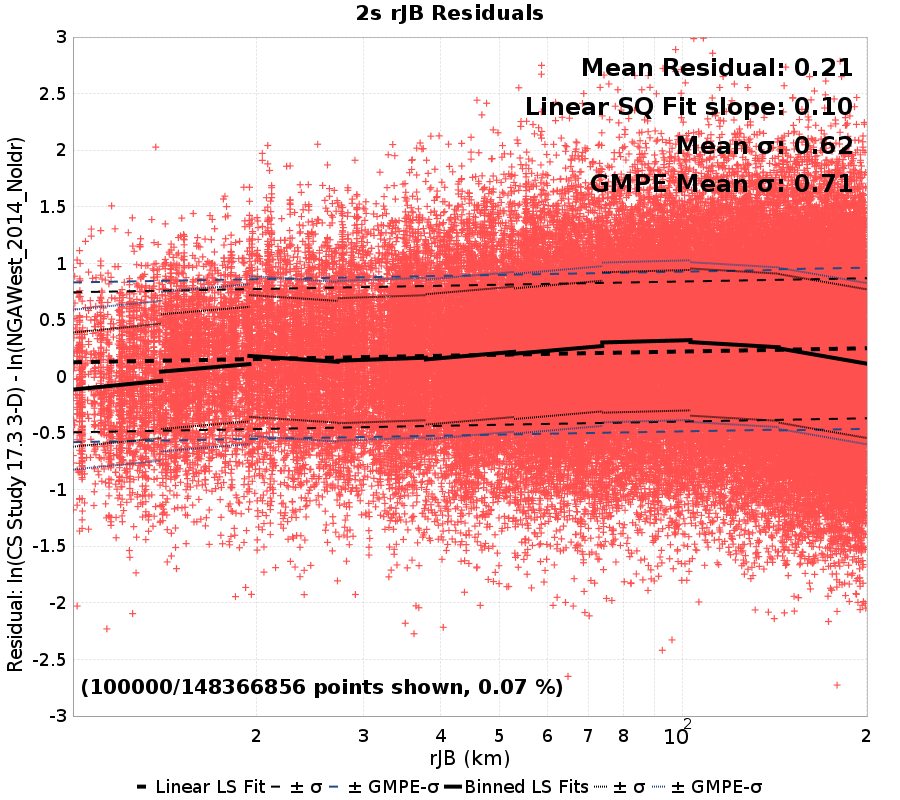 2s rJB Residuals
Mean Residual: 0.21
Linear SQ Fit slope: 0.10
Mean σ: 0.62
GMPE Mean σ: 0.71
Residual: ln(CS Study 17.3 3-D) - ln(NGAWest_2014_NoIdr)
3
2.5
2
1.5
1
0.5
0
-0.5
-1
-1.5
-2
-2.5
-3
(100000/148366856 points shown, 0.07 %)
2 3 4 5 6 7 8 10² 2
rJB (km)
Linear LS Fit ± σ ± GMPE-σ Binned LS Fits ± σ ± GMPE-σ